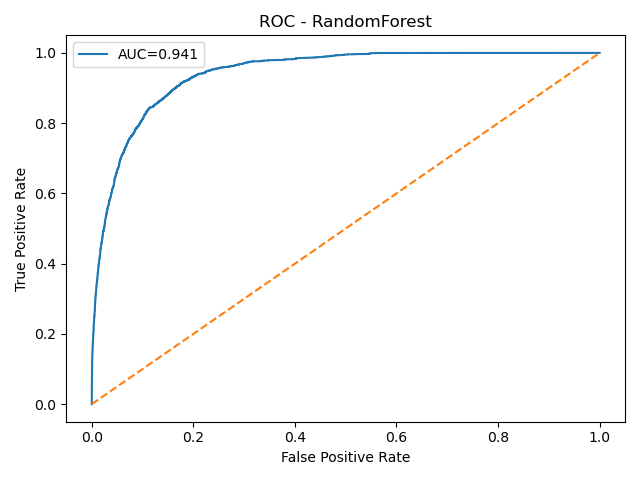 ROC - RandomForest
AUC=0.941
1.0
0.8
0.6
0.4
0.2
0.0
True Positive Rate
0.0 0.2 0.4 0.6 0.8 1.0
False Positive Rate